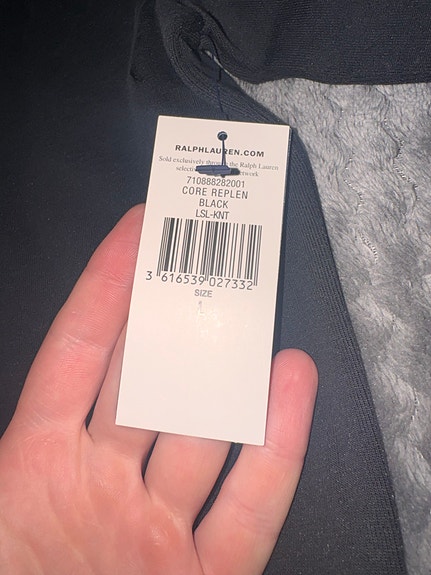 RALPHLAUREN.COM
Sold exclusively through the Ralph Lauren
710888282001
CORE REPLEN
BLACK
LSL-KNT
3 616539 027332
SIZE